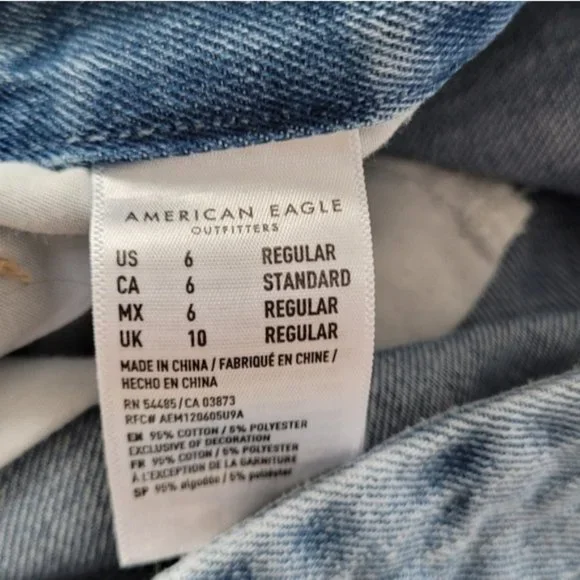 AMERICAN EAGLE
OUTFITTERS
US 6 REGULAR
CA 6 STANDARD
MX 6 REGULAR
UK 10 REGULAR
MADE IN CHINA / FABRIQUÉ EN CHINE /
HECHO EN CHINA
RN 54485/CA 03873
RFC# AEM120605U9A
EN 95% COTTON / 5% POLYESTER
EXCLUSIVE OF DECORATION
FR 95% COTON / 5% POLYESTER
À L'EXCEPTION DE LA GARNITURE
SP 95% algodón / 5% poliéster